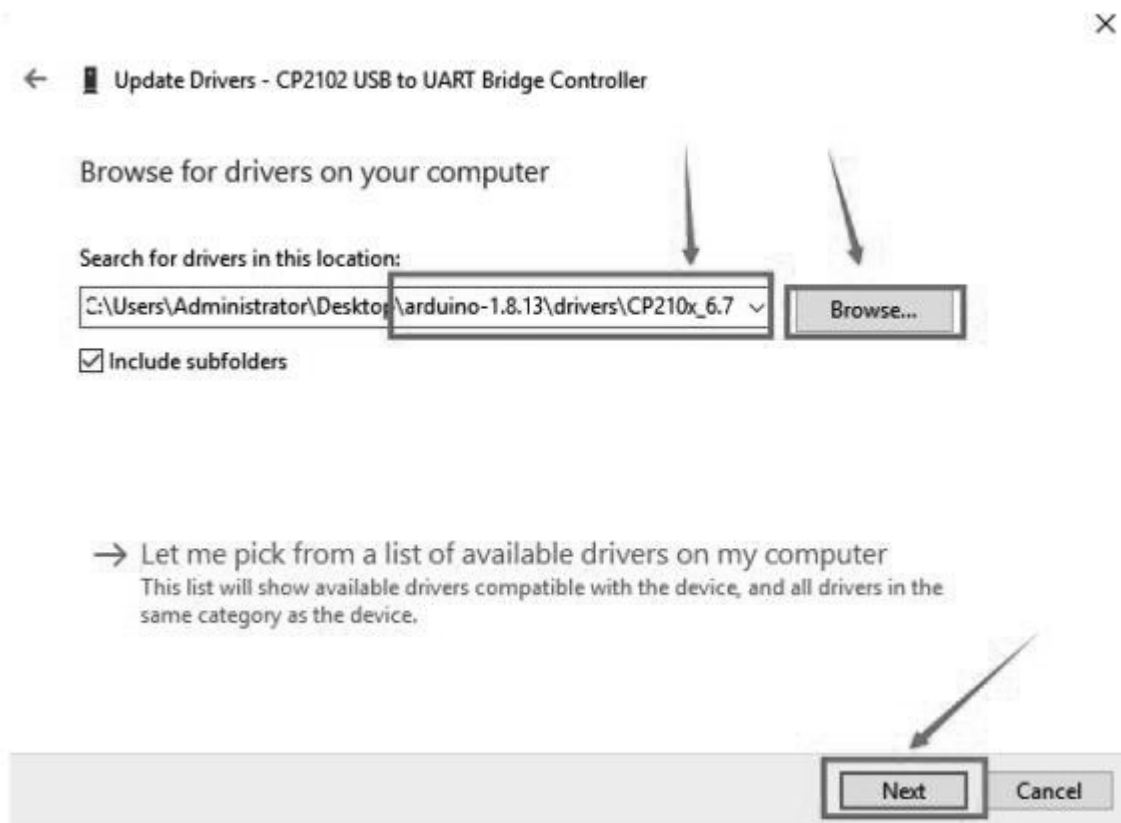 Update Drivers - CP2102 USB to UART Bridge Controller
Browse for drivers on your computer
Search for drivers in this location:
C:\Users\Administrator\Desktop\arduino-1.8.13\drivers\CP210x_6.7
Browse...
Include subfolders
Let me pick from a list of available drivers on my computer
This list will show available drivers compatible with the device, and all drivers in the
same category as the device.
Next
Cancel